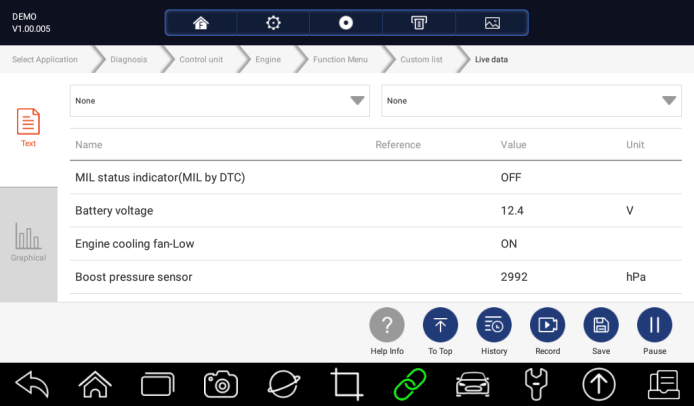 DEMO
V1.00.005
Select Application Diagnosis Control unit Engine Function Menu Custom list Live data
None None
Text
Name Reference Value Unit
MIL status indicator(MIL by DTC) OFF
Battery voltage 12.4 V
Engine cooling fan-Low ON
Graphical
Boost pressure sensor 2992 hPa
Help Info To Top History Record Save Pause